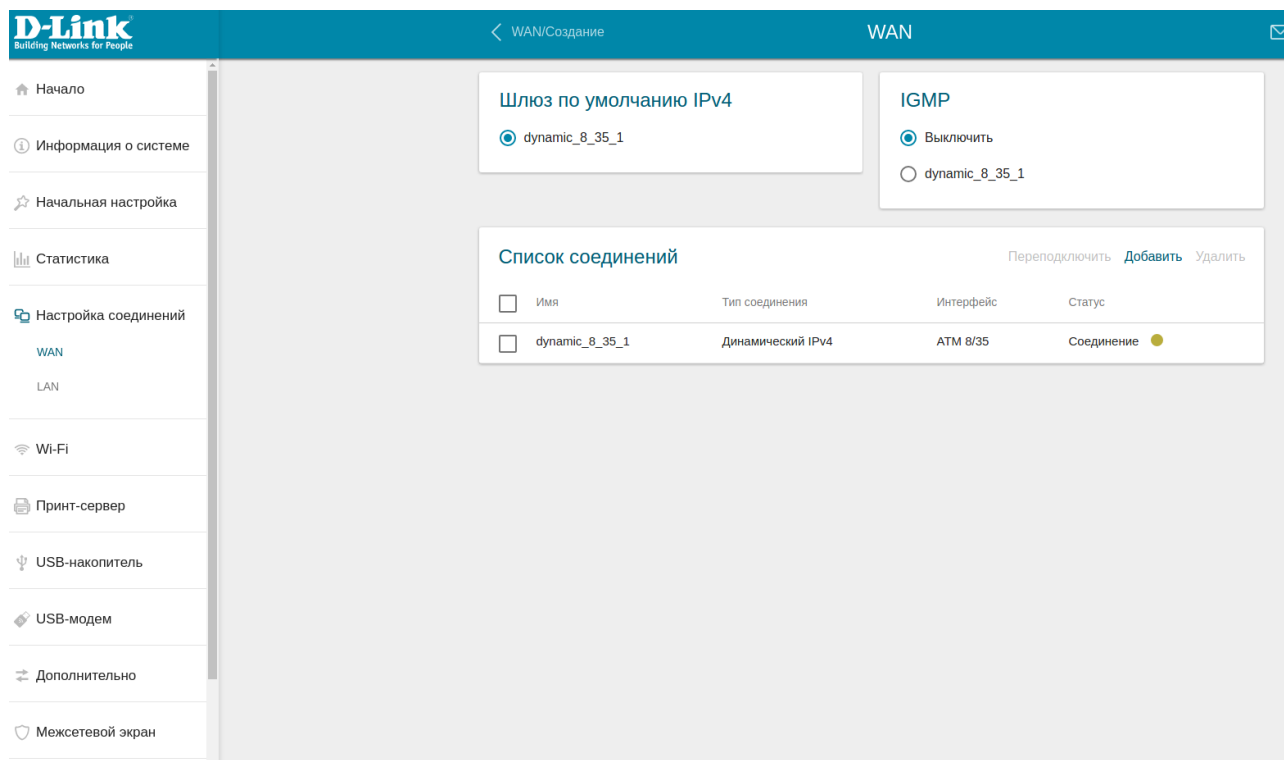 D-Link
Building Networks for People
WAN/Создание
WAN
Начало
Информация о системе
Начальная настройка
Статистика
Настройка соединений
WAN
LAN
Wi-Fi
Принт-сервер
USB-накопитель
USB-модем
Дополнительно
Межсетевой экран
Шлюз по умолчанию IPv4
dynamic_8_35_1
IGMP
Выключить
dynamic_8_35_1
Список соединений
Переподключить Добавить Удалить
Имя Тип соединения Интерфейс Статус
dynamic_8_35_1 Динамический IPv4 ATM 8/35 Соединение